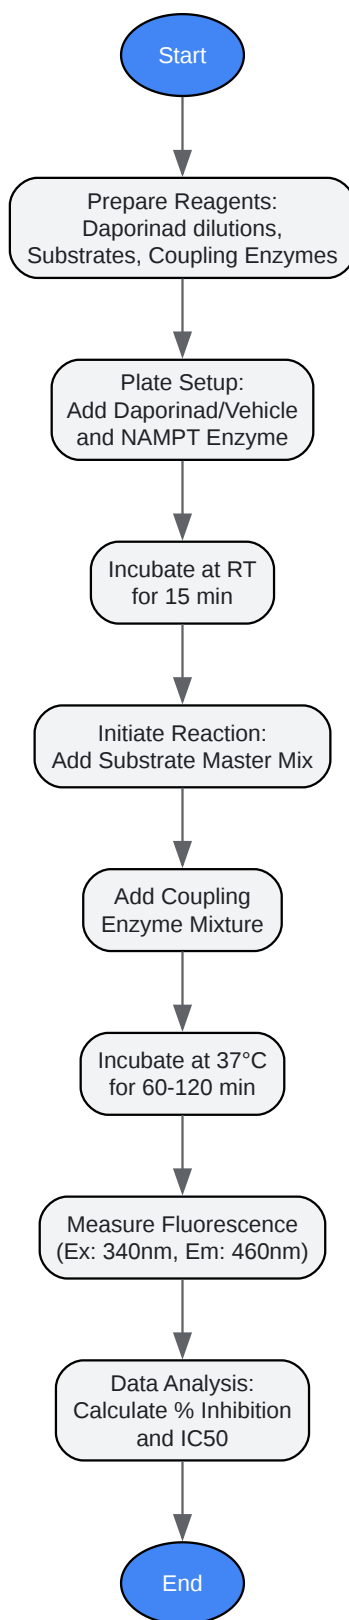 Start
Prepare Reagents:
Daporinad dilutions,
Substrates, Coupling Enzymes
Plate Setup:
Add Daporinad/Vehicle
and NAMPT Enzyme
Incubate at RT
for 15 min
Initiate Reaction:
Add Substrate Master Mix
Add Coupling
Enzyme Mixture
Incubate at 37°C
for 60-120 min
Measure Fluorescence
(Ex: 340nm, Em: 460nm)
Data Analysis:
Calculate % Inhibition
and IC50
End